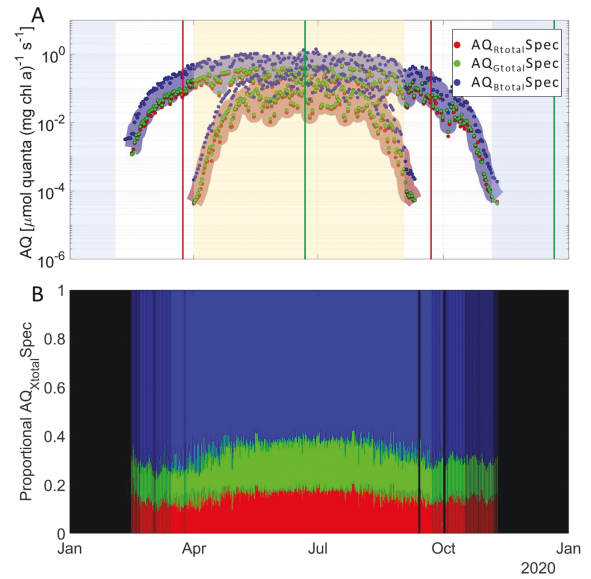 A
AQ [μmol quanta (mg chl a)⁻¹ s⁻¹]
10⁰
10⁻²
10⁻⁴
10⁻⁶
AQRtotalSpec
AQGtotalSpec
AQBtotalSpec
B
Proportional AQXtotalSpec
1
0.8
0.6
0.4
0.2
0
Jan Apr Jul Oct Jan
2020